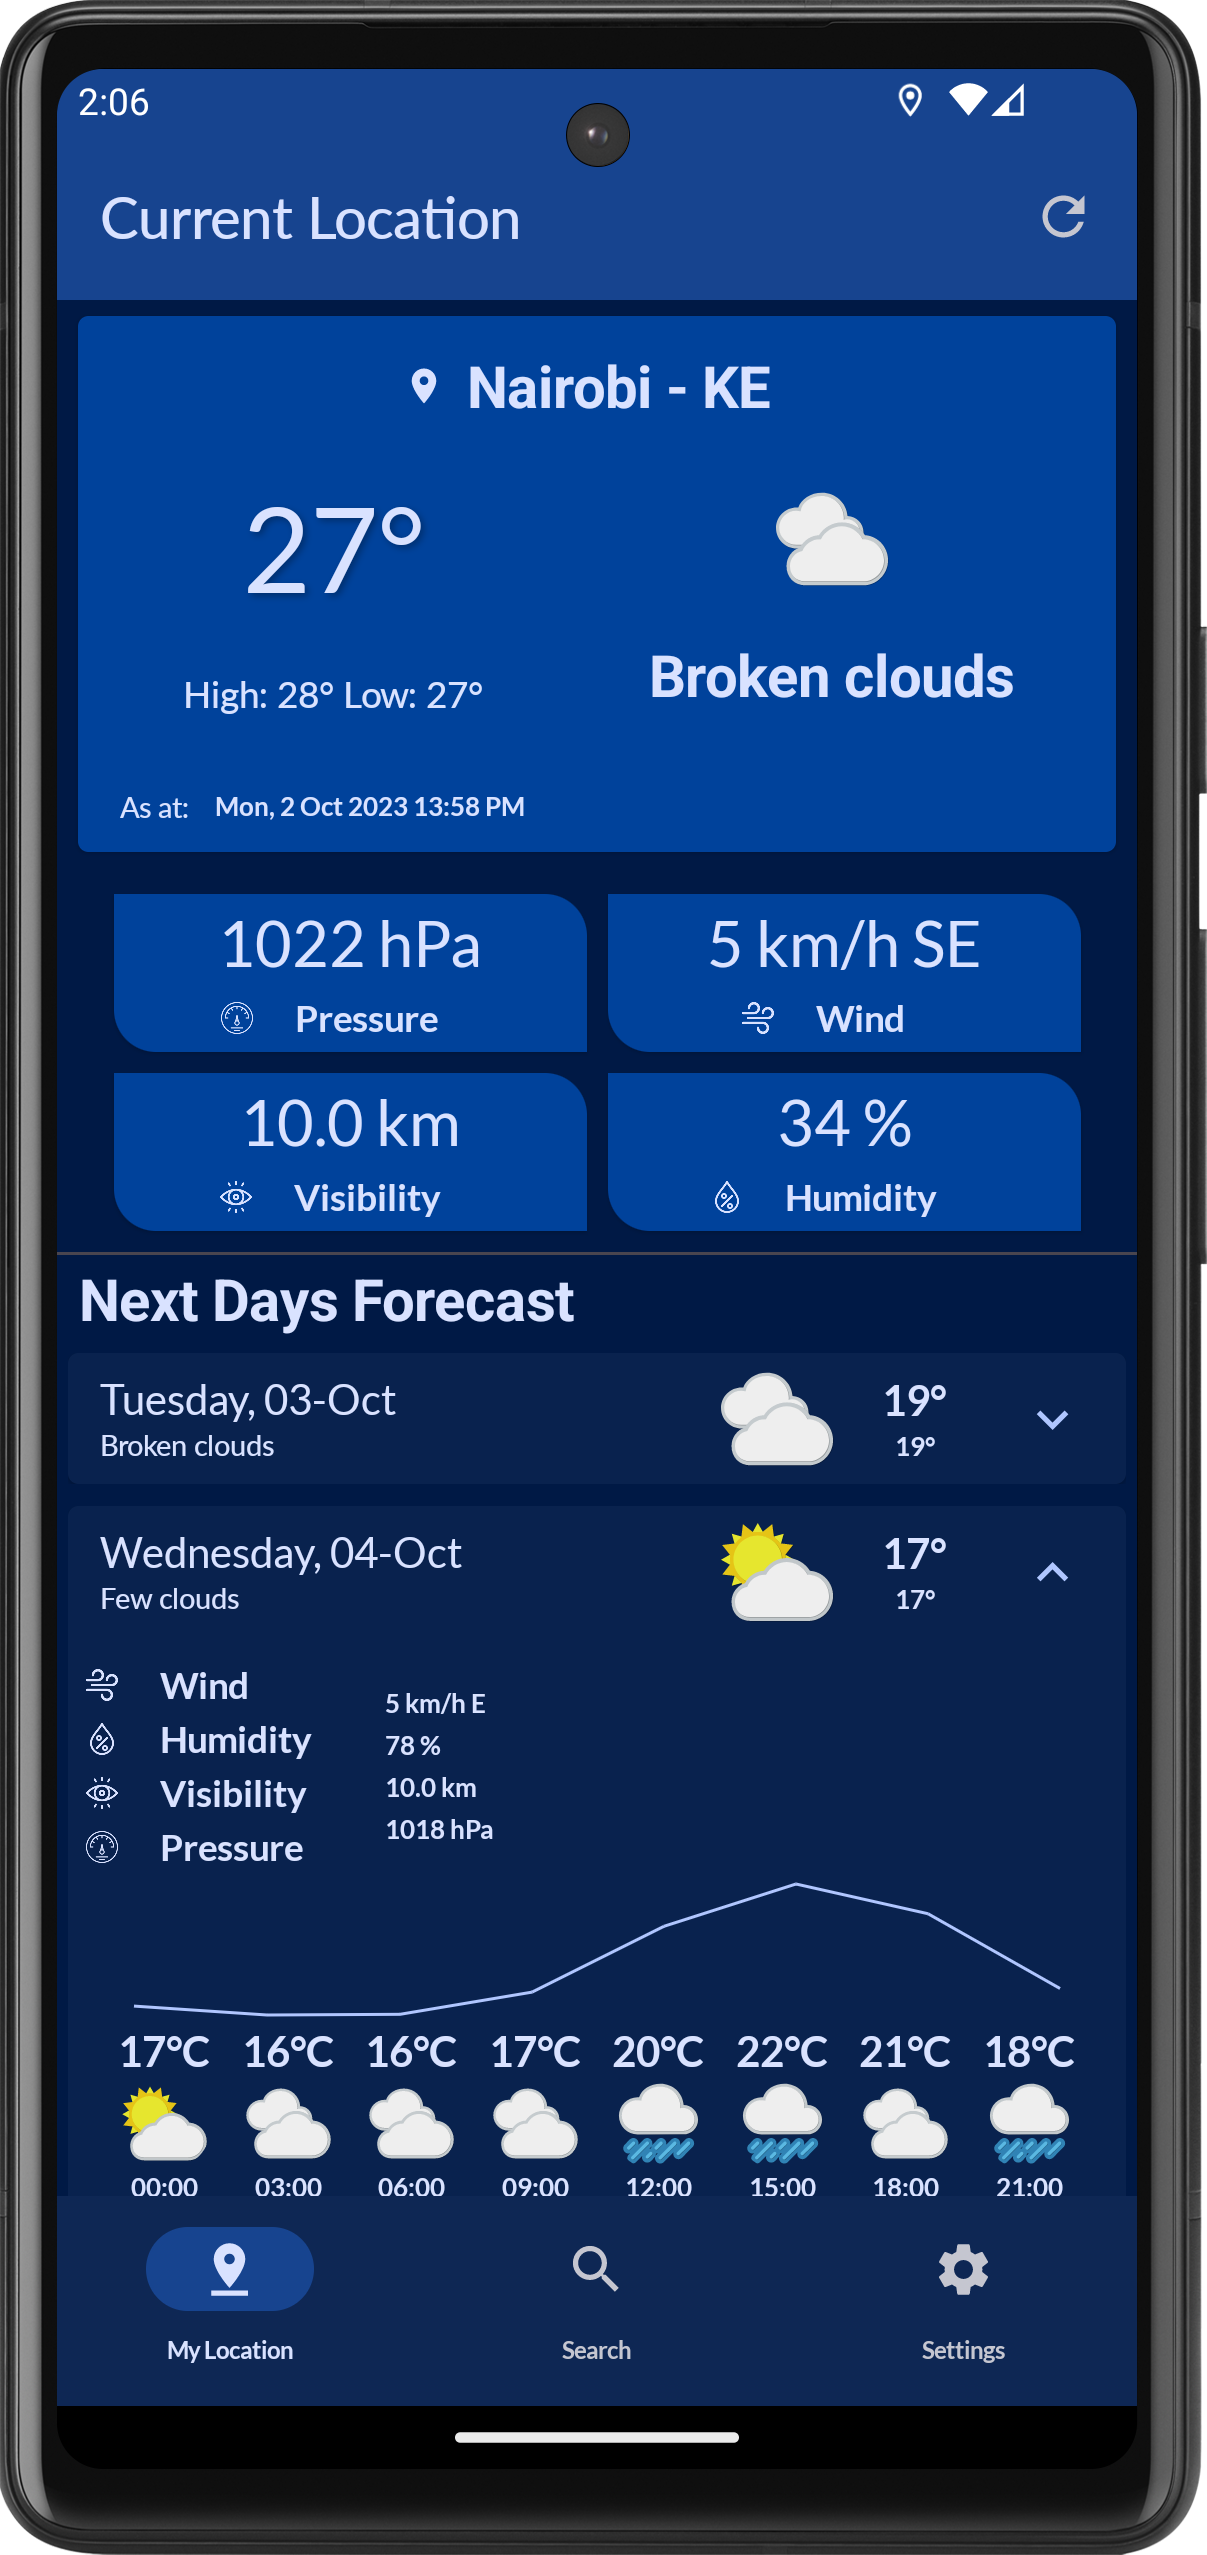 2:06
Current Location
Nairobi - KE
27°
High: 28° Low: 27°
Broken clouds
As at: Mon, 2 Oct 2023 13:58 PM
1022 hPa
Pressure
5 km/h SE
Wind
10.0 km
Visibility
34 %
Humidity
Next Days Forecast
Tuesday, 03-Oct
Broken clouds
19°
19°
Wednesday, 04-Oct
Few clouds
17°
17°
Wind 5 km/h E
Humidity 78 %
Visibility 10.0 km
Pressure 1018 hPa
17°C 16°C 16°C 17°C 20°C 22°C 21°C 18°C
00:00 03:00 06:00 09:00 12:00 15:00 18:00 21:00
My Location Search Settings